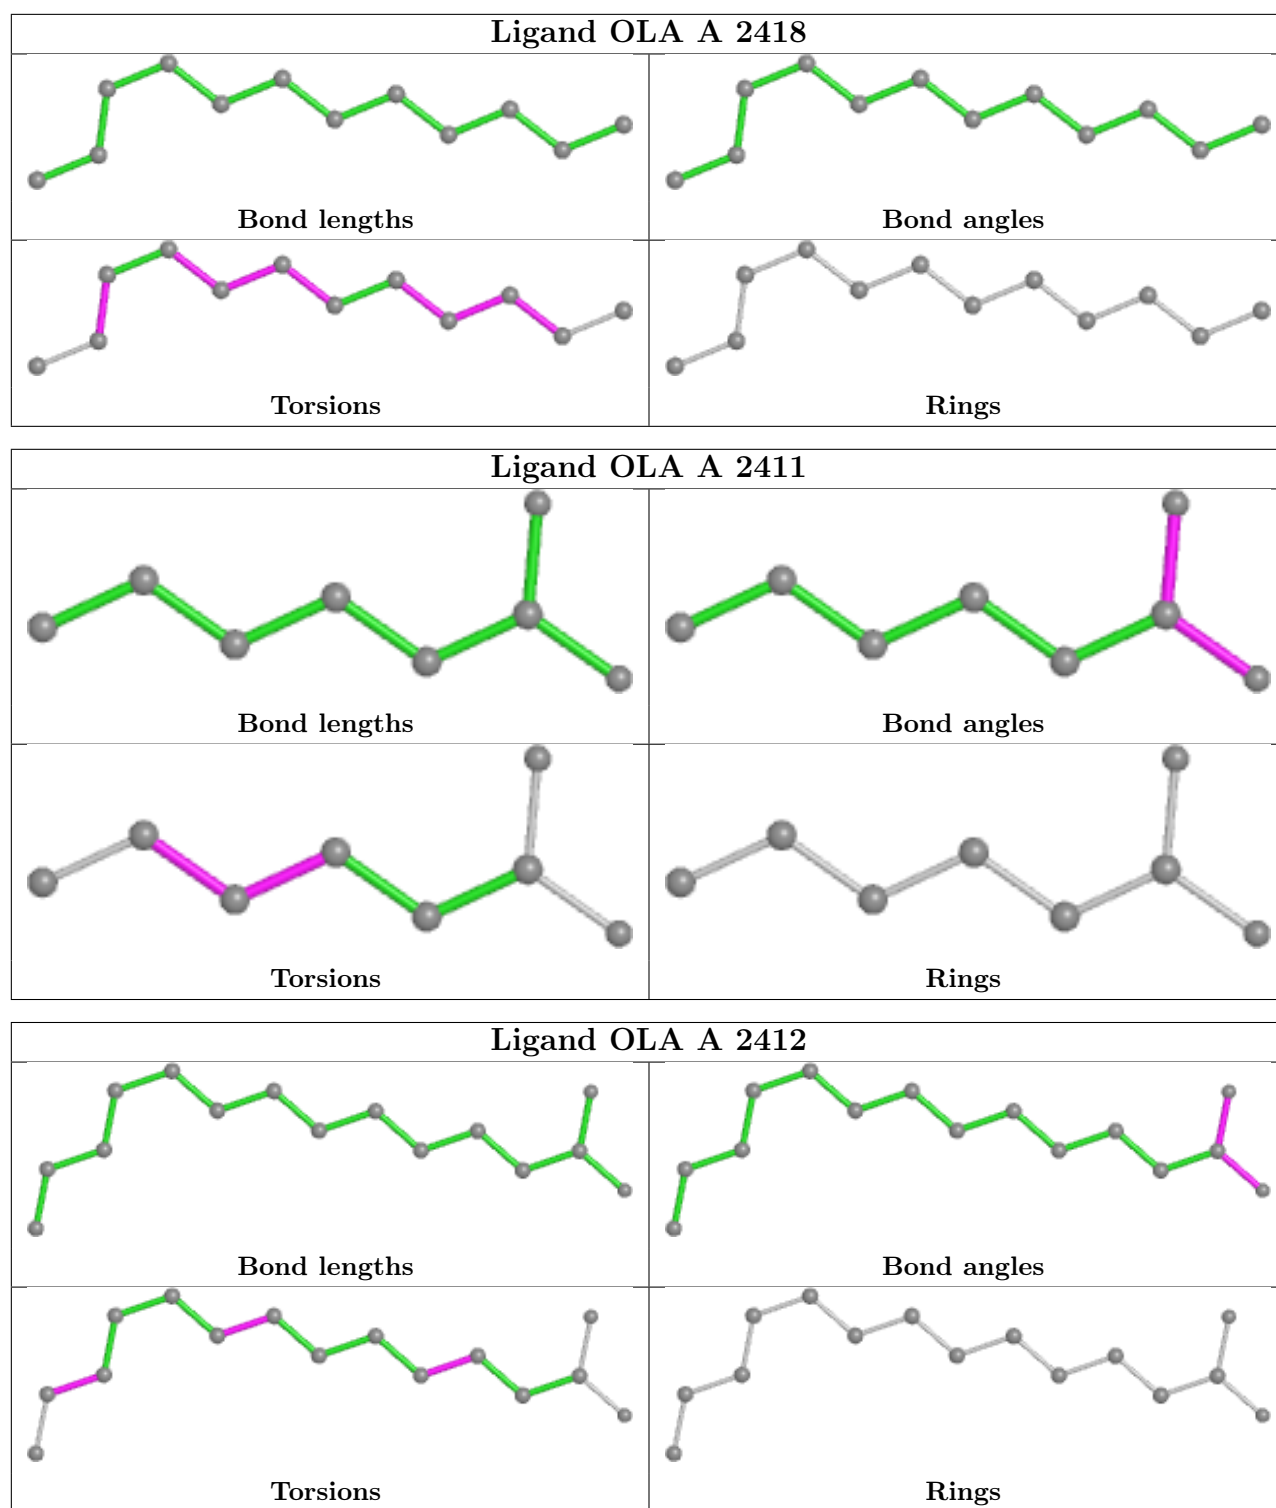 Ligand OLA A 2418
Bond lengths
Bond angles
Torsions
Rings
Ligand OLA A 2411
Bond lengths
Bond angles
Torsions
Rings
Ligand OLA A 2412
Bond lengths
Bond angles
Torsions
Rings